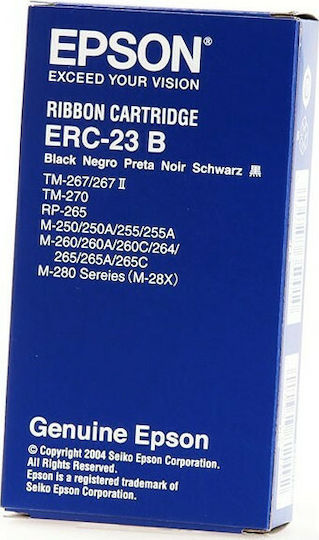 EPSON®
EXCEED YOUR VISION
RIBBON CARTRIDGE
ERC-23 B
Black Negro Preta Noir Schwarz 黒
TM-267/267 II
TM-270
RP-265
M-250/250A/255/255A
M-260/260A/260C/264/
265/265A/265C
M-280 Sereies (M-28X)
Genuine Epson
© Copyright 2004 Seiko Epson Corporation.
All Rights Reserved.
Epson is a registered trademark of
Seiko Epson Corporation.